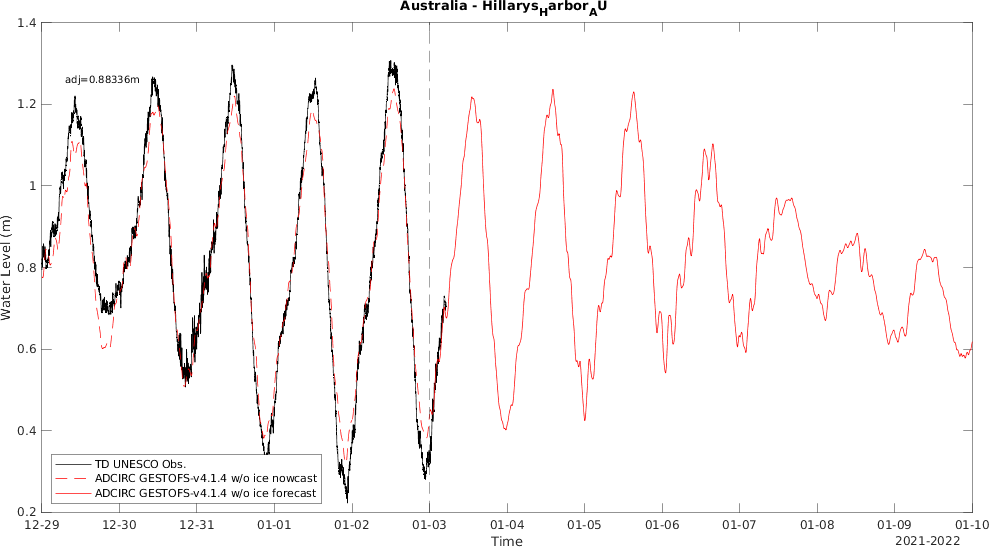 Australia - HillarysHarborAU
adj=0.88336m
Water Level (m)
1.4
1.2
1
0.8
0.6
0.4
0.2
TD UNESCO Obs.
ADCIRC GESTOFS-v4.1.4 w/o ice nowcast
ADCIRC GESTOFS-v4.1.4 w/o ice forecast
12-29 12-30 12-31 01-01 01-02 01-03 01-04 01-05 01-06 01-07 01-08 01-09 01-10
Time
2021-2022